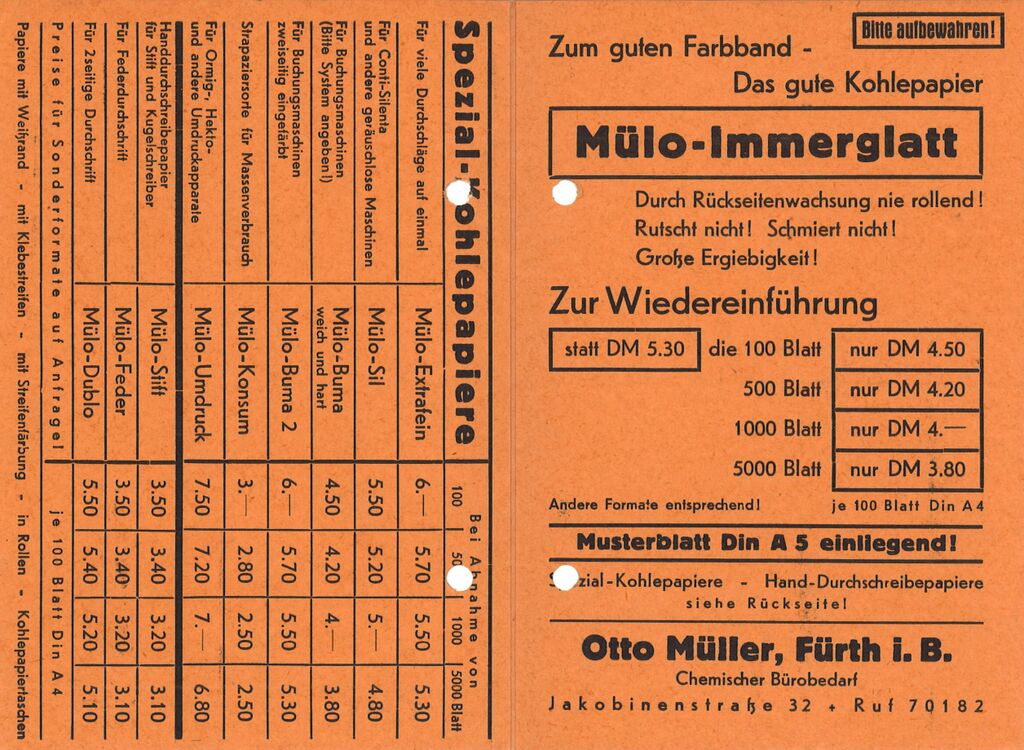 Bitte aufbewahren!
Zum guten Farbband -
Das gute Kohlepapier
Mülo-Immerglatt
Durch Rückseitenwachsung nie rollend!
Rutscht nicht! Schmiert nicht!
Große Ergiebigkeit!
Zur Wiedereinführung
statt DM 5.30 die 100 Blatt nur DM 4.50
500 Blatt nur DM 4.20
1000 Blatt nur DM 4.—
5000 Blatt nur DM 3.80
Andere Formate entsprechend! je 100 Blatt Din A 4
Musterblatt Din A 5 einliegend!
Spezial-Kohlepapiere - Hand-Durchschreibepapiere
siehe Rückseite!
Otto Müller, Fürth i. B.
Chemischer Bürobedarf
Jakobinenstraße 32 + Ruf 70182
Spezial-Kohlepapiere
Bei Abnahme von
100 500 1000 5000 Blatt
Für viele Durchschläge auf einmal Mülo-Extrafein 6.— 5.70 5.50 5.30
Für Conti-Silenta
und andere geräuschlose Maschinen Mülo-Sil 5.50 5.20 5.— 4.80
Für Buchungsmaschinen Mülo-Buma 4.50 4.20 4.— 3.80
(Bitte System angeben!) weich und hart
Für Buchungsmaschinen
zweiseitig eingefärbt Mülo-Buma 2 6.— 5.70 5.50 5.30
Strapaziersorte für Massenverbrauch Mülo-Konsum 3.— 2.80 2.50 2.50
Für Ormig-, Hekto-
und andere Umdruckapparate Mülo-Umdruck 7.50 7.20 7.— 6.80
Handdurchschreibepapier
für Stift und Kugelschreiber Mülo-Stift 3.50 3.40 3.20 3.10
Für Federdurchschrift Mülo-Feder 3.50 3.40 3.20 3.10
Für 2seitige Durchschrift Mülo-Dublo 5.50 5.40 5.20 5.10
Preise für Sonderformate auf Anfrage! je 100 Blatt Din A 4
Papiere mit Weißrand - mit Klebestreifen - mit Streifenfärbung - in Rollen - Kohlepapiertaschen